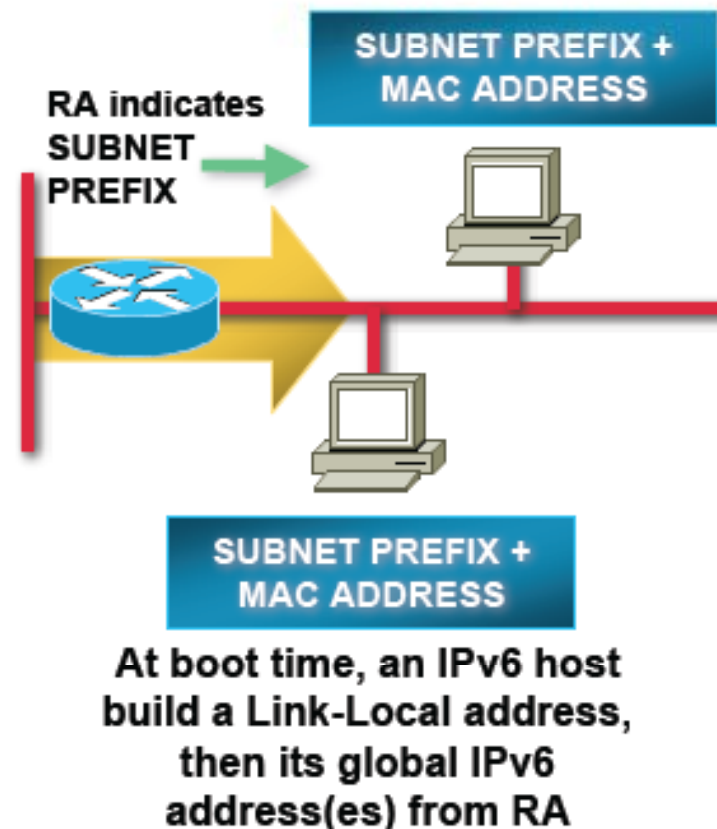 SUBNET PREFIX +
MAC ADDRESS
RA indicates
SUBNET
PREFIX
SUBNET PREFIX +
MAC ADDRESS
At boot time, an IPv6 host
build a Link-Local address,
then its global IPv6
address(es) from RA